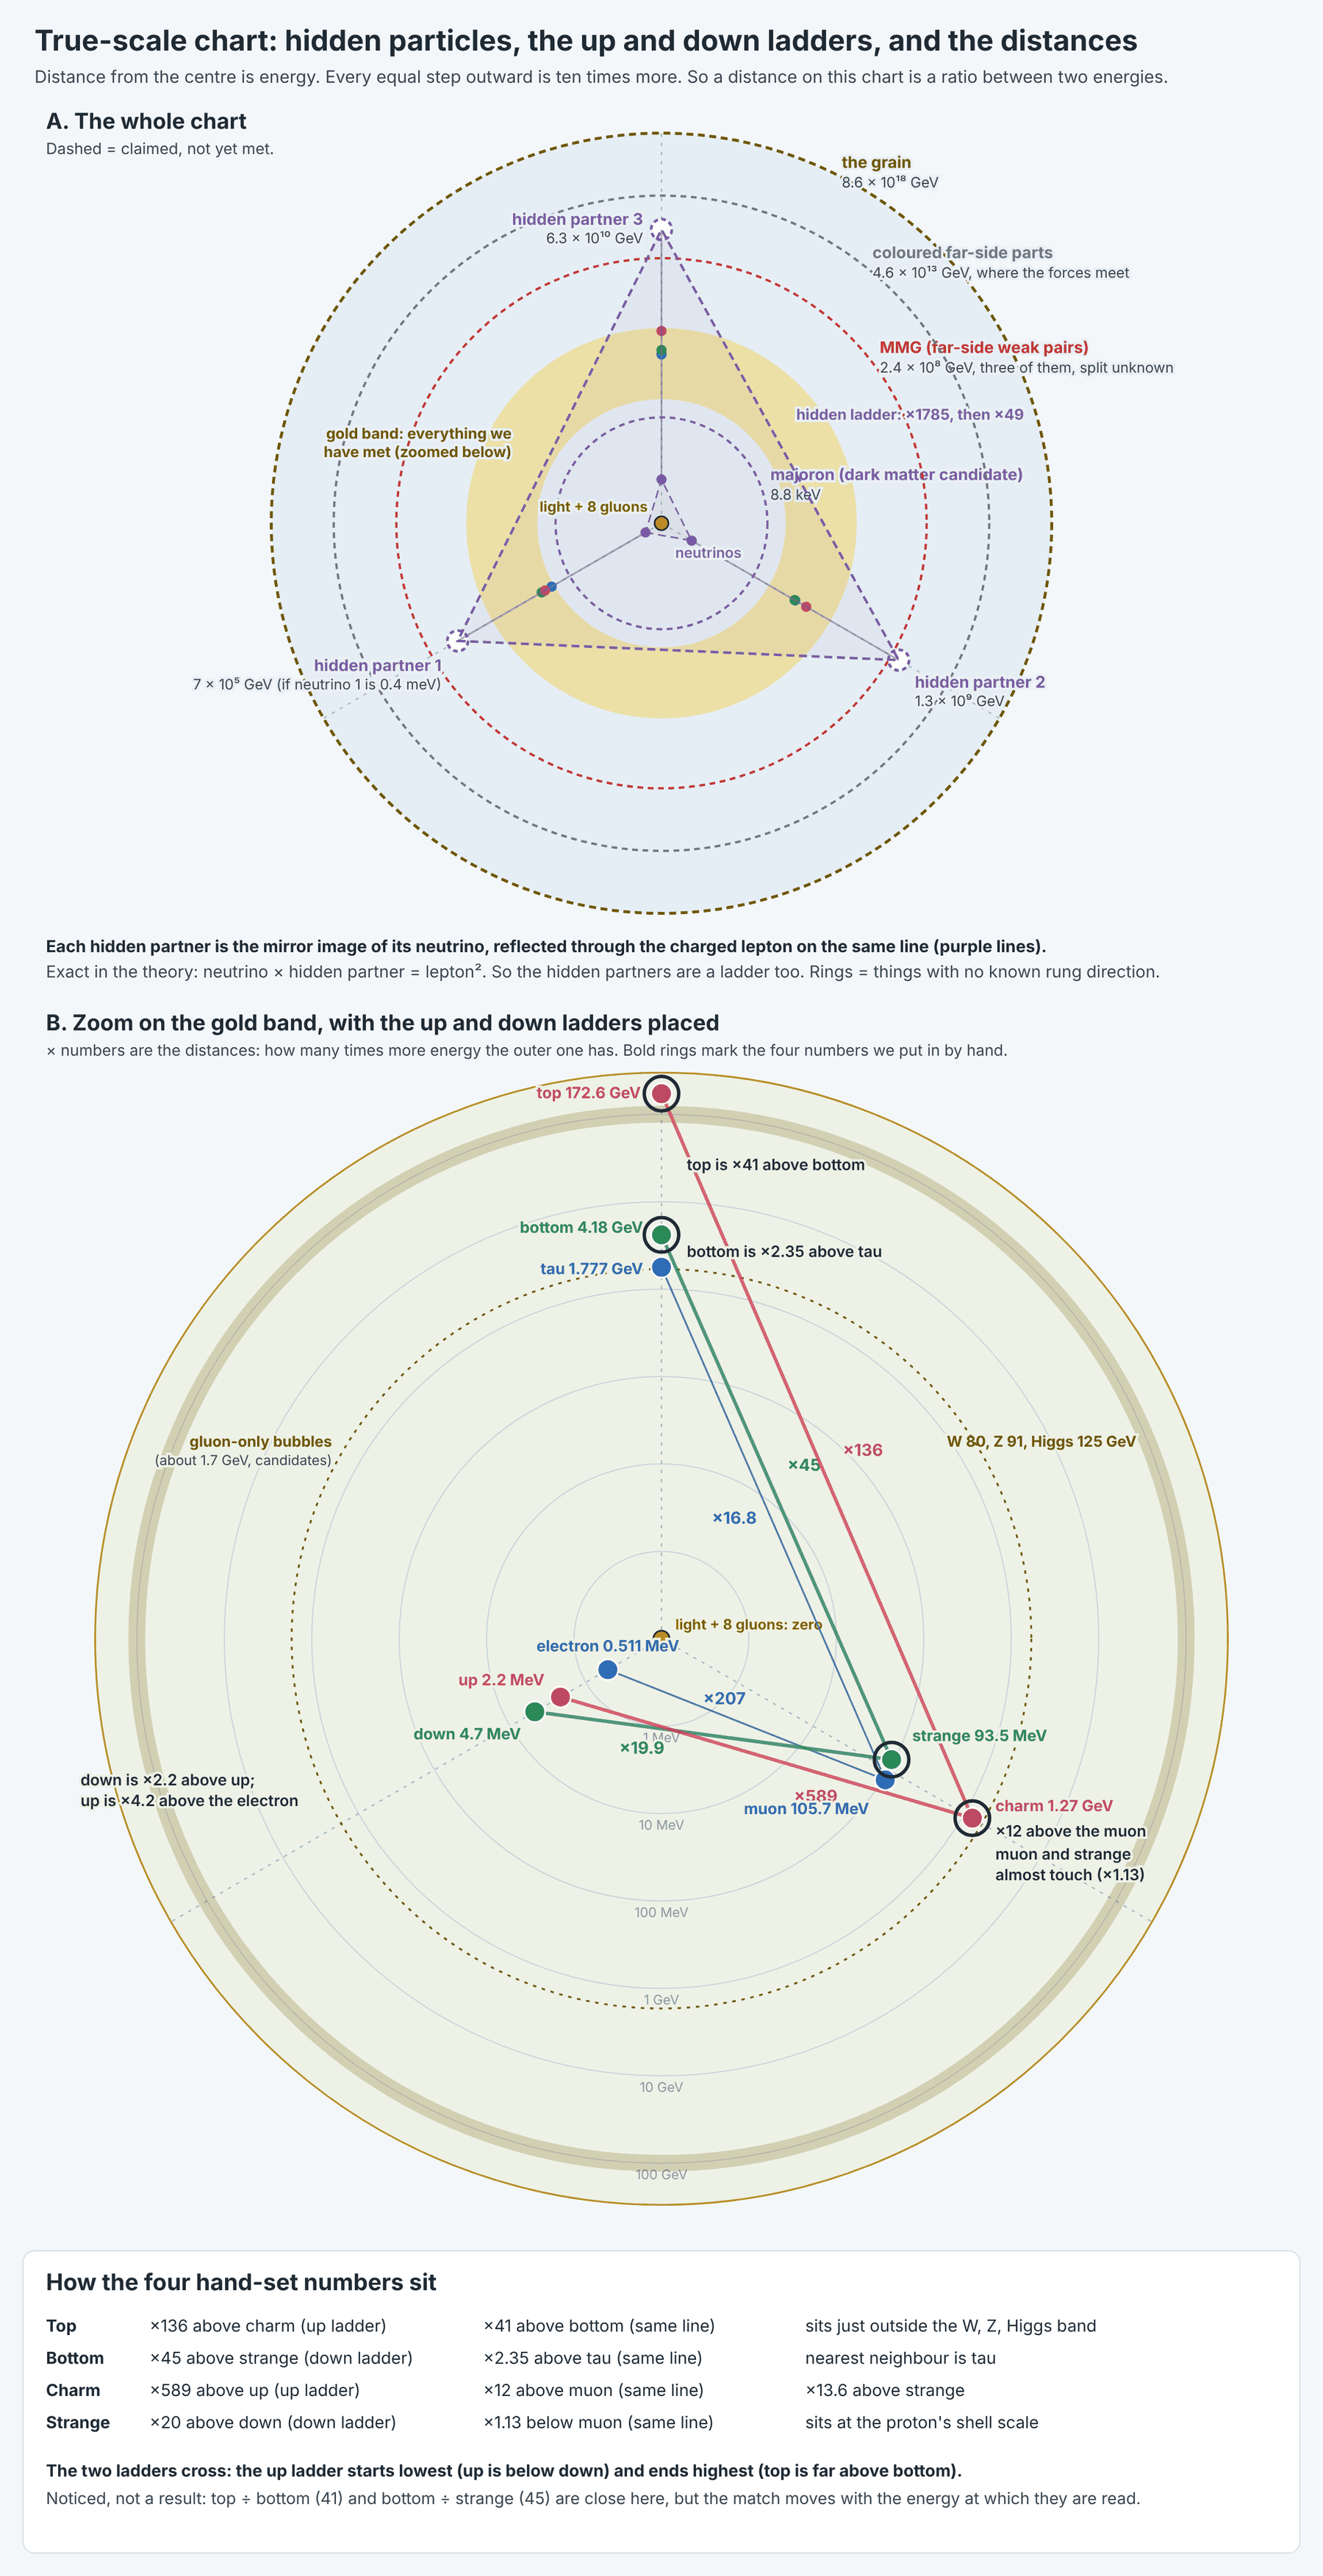 True-scale chart: hidden particles, the up and down ladders, and the distances
Distance from the centre is energy. Every equal step outward is ten times more. So a distance on this chart is a ratio between two energies.
A. The whole chart
Dashed = claimed, not yet met.
the grain
8.6 × 10¹⁸ GeV
hidden partner 3
6.3 × 10¹⁰ GeV
coloured far-side parts
4.6 × 10¹³ GeV, where the forces meet
MMG (far-side weak pairs)
2.4 × 10⁸ GeV, three of them, split unknown
hidden ladder: ×1785, then ×49
gold band: everything we
have met (zoomed below)
majoron (dark matter candidate)
8.8 keV
light + 8 gluons
neutrinos
hidden partner 1
7 × 10⁵ GeV (if neutrino 1 is 0.4 meV)
hidden partner 2
1.3 × 10⁹ GeV
Each hidden partner is the mirror image of its neutrino, reflected through the charged lepton on the same line (purple lines).
Exact in the theory: neutrino × hidden partner = lepton². So the hidden partners are a ladder too. Rings = things with no known rung direction.
B. Zoom on the gold band, with the up and down ladders placed
× numbers are the distances: how many times more energy the outer one has. Bold rings mark the four numbers we put in by hand.
top 172.6 GeV
top is ×41 above bottom
bottom 4.18 GeV
bottom is ×2.35 above tau
tau 1.777 GeV
gluon-only bubbles
(about 1.7 GeV, candidates)
W 80, Z 91, Higgs 125 GeV
×136
×45
×16.8
light + 8 gluons: zero
electron 0.511 MeV
up 2.2 MeV
×207
down 4.7 MeV
strange 93.5 MeV
1 MeV
×19.9
down is ×2.2 above up;
up is ×4.2 above the electron
×589
muon 105.7 MeV
charm 1.27 GeV
×12 above the muon
muon and strange
almost touch (×1.13)
10 MeV
100 MeV
1 GeV
10 GeV
100 GeV
How the four hand-set numbers sit
Top ×136 above charm (up ladder) ×41 above bottom (same line) sits just outside the W, Z, Higgs band
Bottom ×45 above strange (down ladder) ×2.35 above tau (same line) nearest neighbour is tau
Charm ×589 above up (up ladder) ×12 above muon (same line) ×13.6 above strange
Strange ×20 above down (down ladder) ×1.13 below muon (same line) sits at the proton's shell scale
The two ladders cross: the up ladder starts lowest (up is below down) and ends highest (top is far above bottom).
Noticed, not a result: top ÷ bottom (41) and bottom ÷ strange (45) are close here, but the match moves with the energy at which they are read.